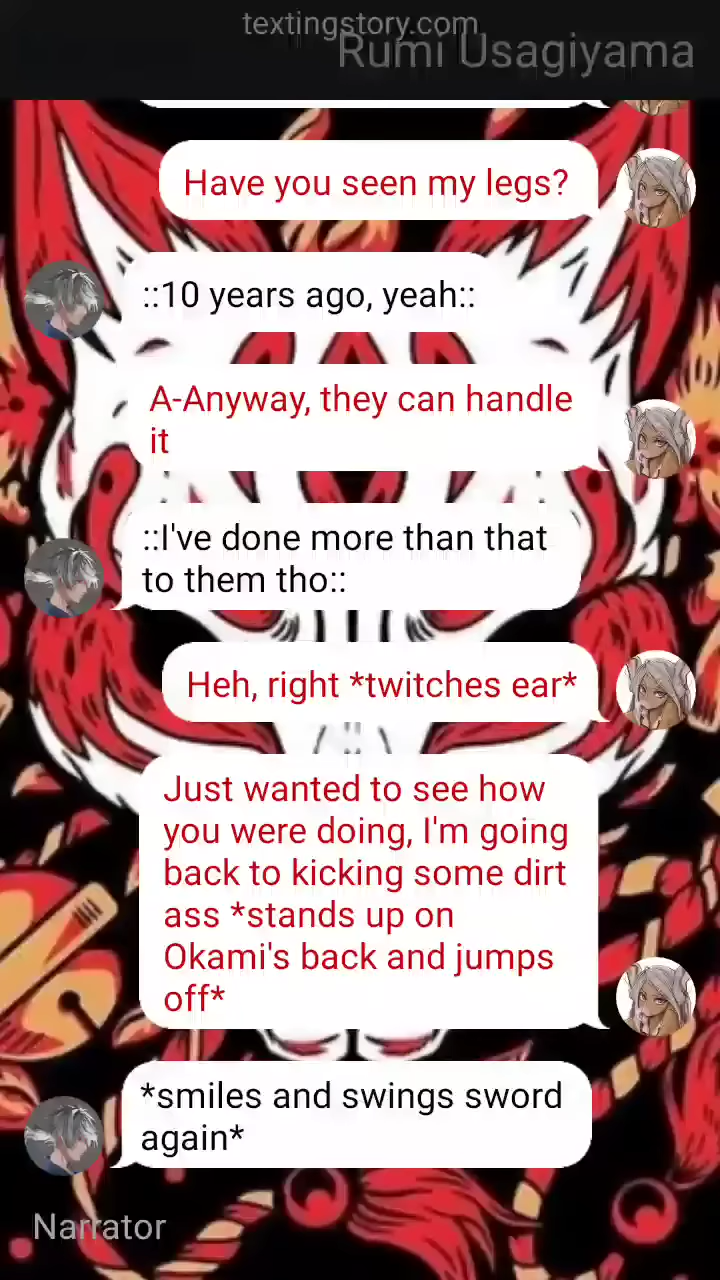 textingstory.com
Rumi Usagiyama
Have you seen my legs?
::10 years ago, yeah::
A-Anyway, they can handle
it
::I've done more than that
to them tho::
Heh, right *twitches ear*
Just wanted to see how
you were doing, I'm going
back to kicking some dirt
ass *stands up on
Okami's back and jumps
off*
*smiles and swings sword
again*
Narrator